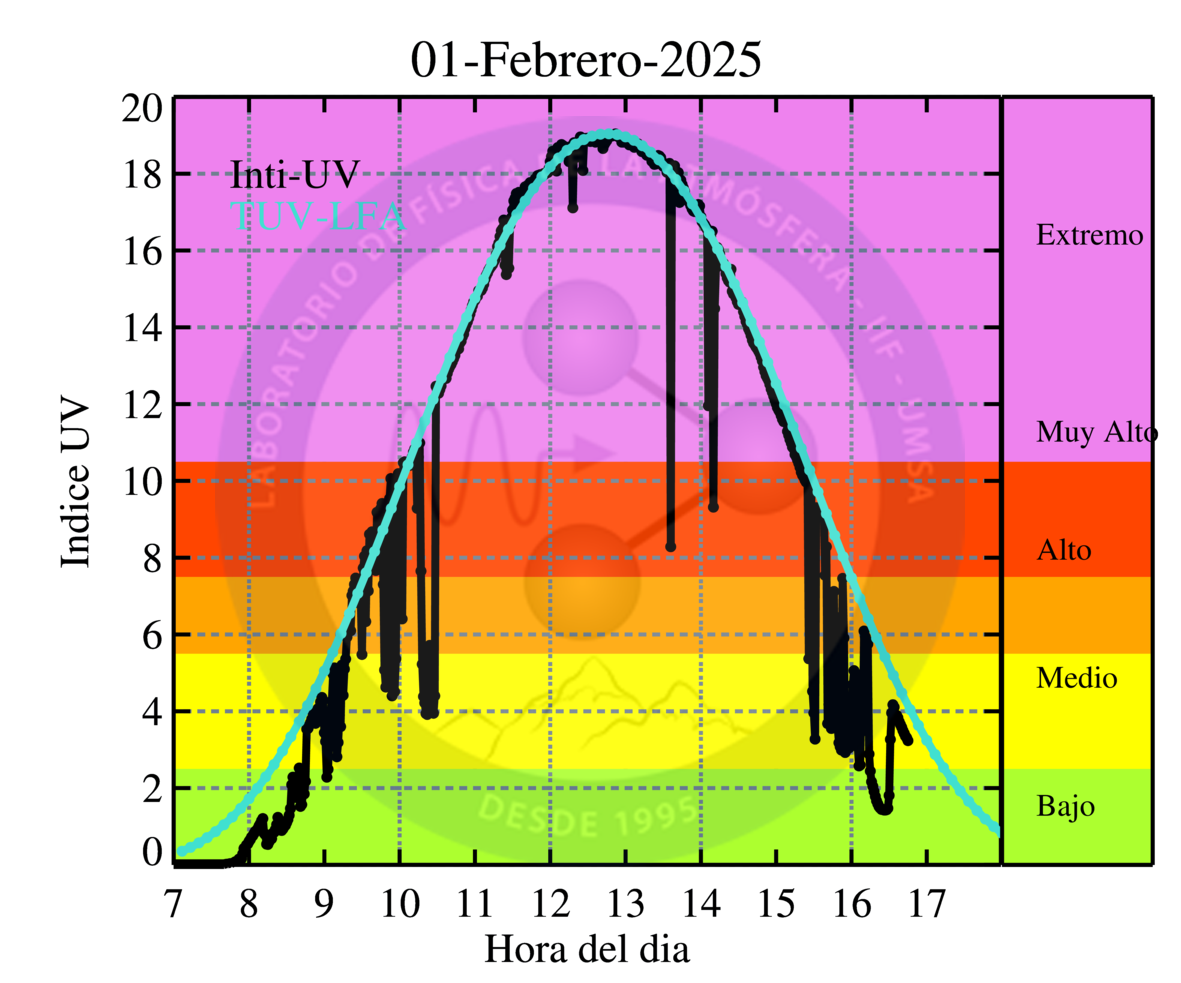 01-Febrero-2025
Indice UV
20
18
16
14
12
10
8
6
4
2
0
Inti-UV
TUV-LFA
LABORATORIO DE FÍSICA DE LA ATMÓSFERA - IIF - UMSA
DESDE 1995
Extremo
Muy Alto
Alto
Medio
Bajo
7 8 9 10 11 12 13 14 15 16 17
Hora del dia